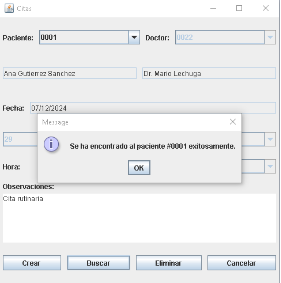 Citas
Paciente: 0001 Doctor: 0022
Ana Gutierrez Sanchez Dr. Mario Lechuga
Fecha: 07/12/2024
Message
20
Se ha encontrado al paciente #0001 exitosamente.
Hora:
OK
Observaciones:
Cita rutinaria
Crear Buscar Eliminar Cancelar